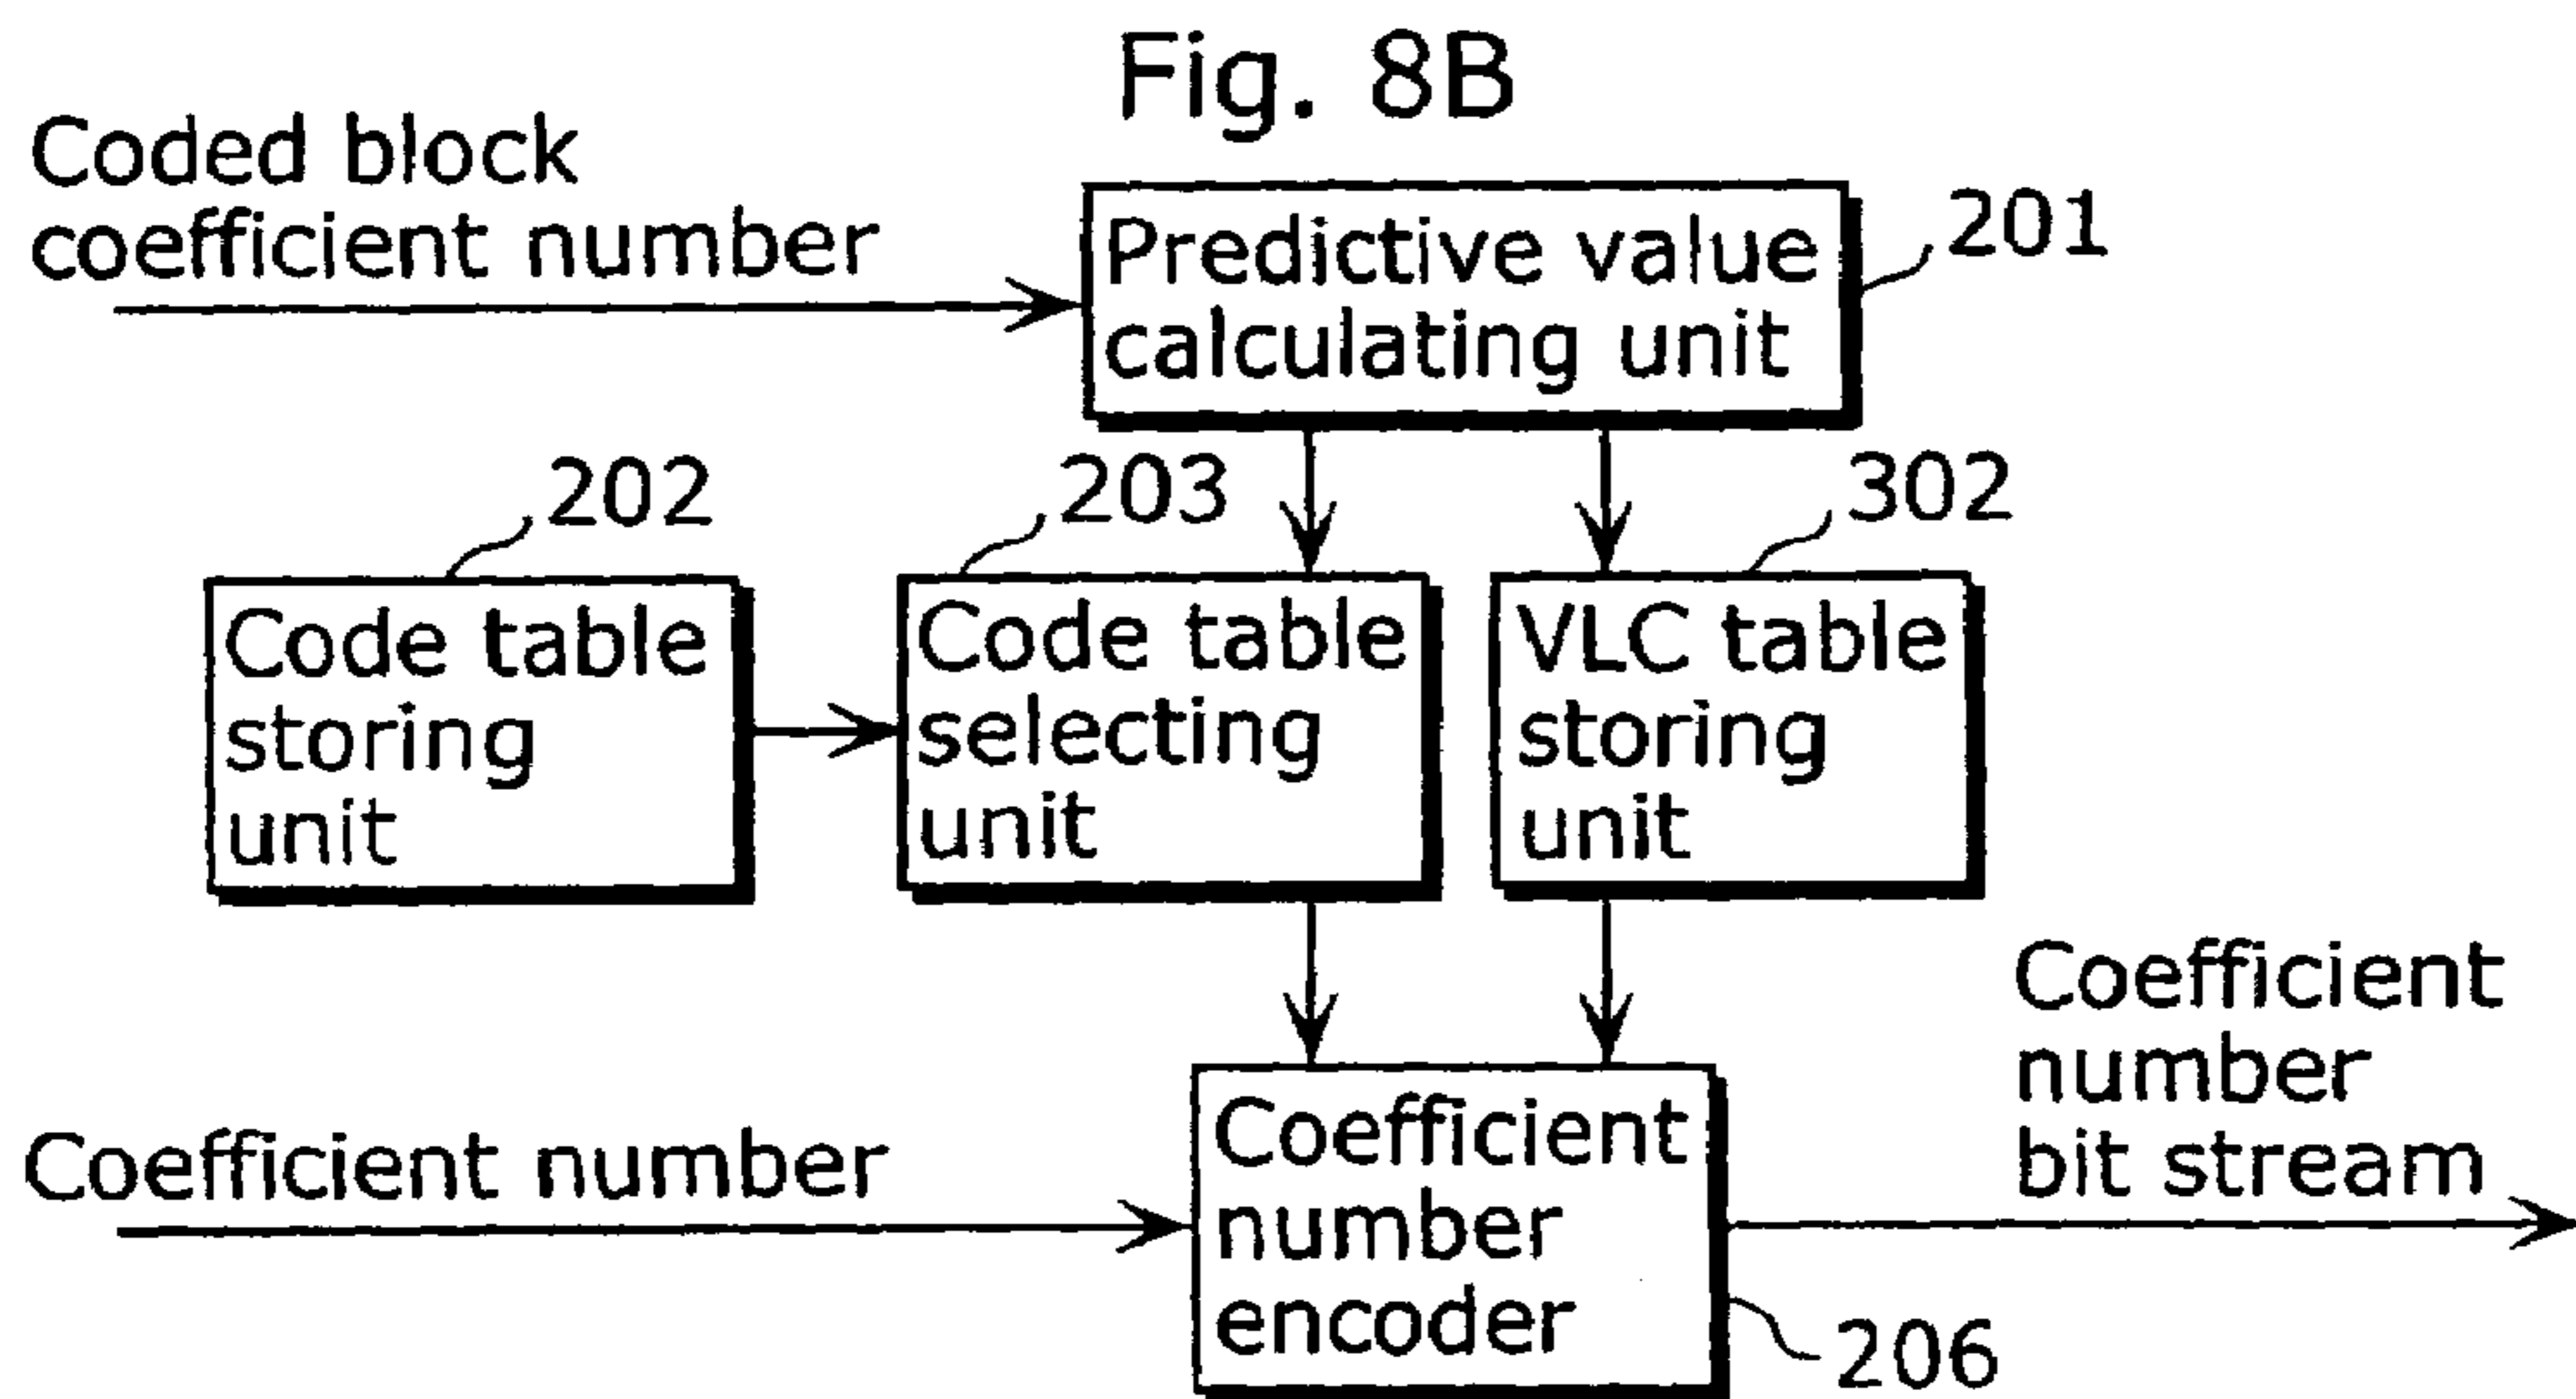 Fig. 8B
Coded block
coefficient number
Predictive value
calculating unit
201
202
203
302
Code table
storing
unit
Code table
selecting
unit
VLC table
storing
unit
Coefficient
number
bit stream
Coefficient number
Coefficient
number
encoder
206